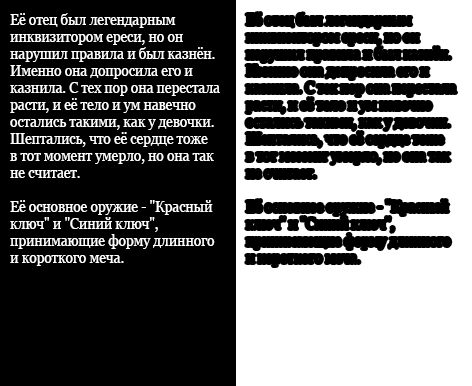 Её отец был легендарным
инквизитором ереси, но он
нарушил правила и был казнён.
Именно она допросила его и
казнила. С тех пор она перестала
расти, и её тело и ум навечно
остались такими, как у девочки.
Шептались, что её сердце тоже
в тот момент умерло, но она так
не считает.
Её основное оружие - "Красный
ключ" и "Синий ключ",
принимающие форму длинного
и короткого меча.
Её отец был легендарным
инквизитором ереси, но он
нарушил правила и был казнён.
Именно она допросила его и
казнила. С тех пор она перестала
расти, и её тело и ум навечно
остались такими, как у девочки.
Шептались, что её сердце тоже
в тот момент умерло, но она так
не считает.
Её основное оружие - "Красный
ключ" и "Синий ключ",
принимающие форму длинного
и короткого меча.